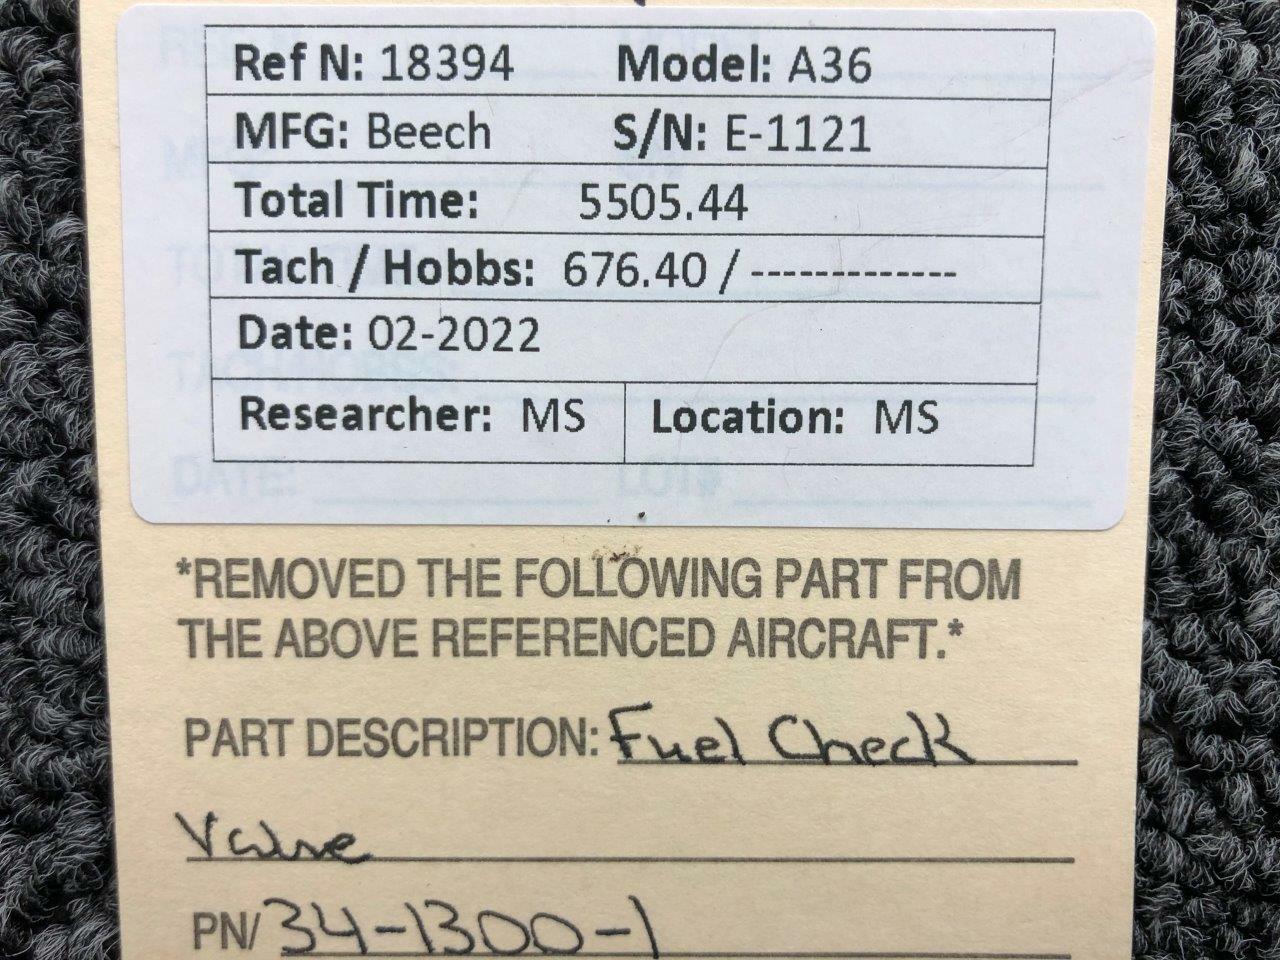 Ref N: 18394 Model: A36
MFG: Beech S/N: E-1121
Total Time: 5505.44
Tach / Hobbs: 676.40 / -------------
Date: 02-2022
Researcher: MS Location: MS
DATE: LOT#
*REMOVED THE FOLLOWING PART FROM
THE ABOVE REFERENCED AIRCRAFT.*
PART DESCRIPTION: Fuel Check
Valve
PN/ 34-1300-1